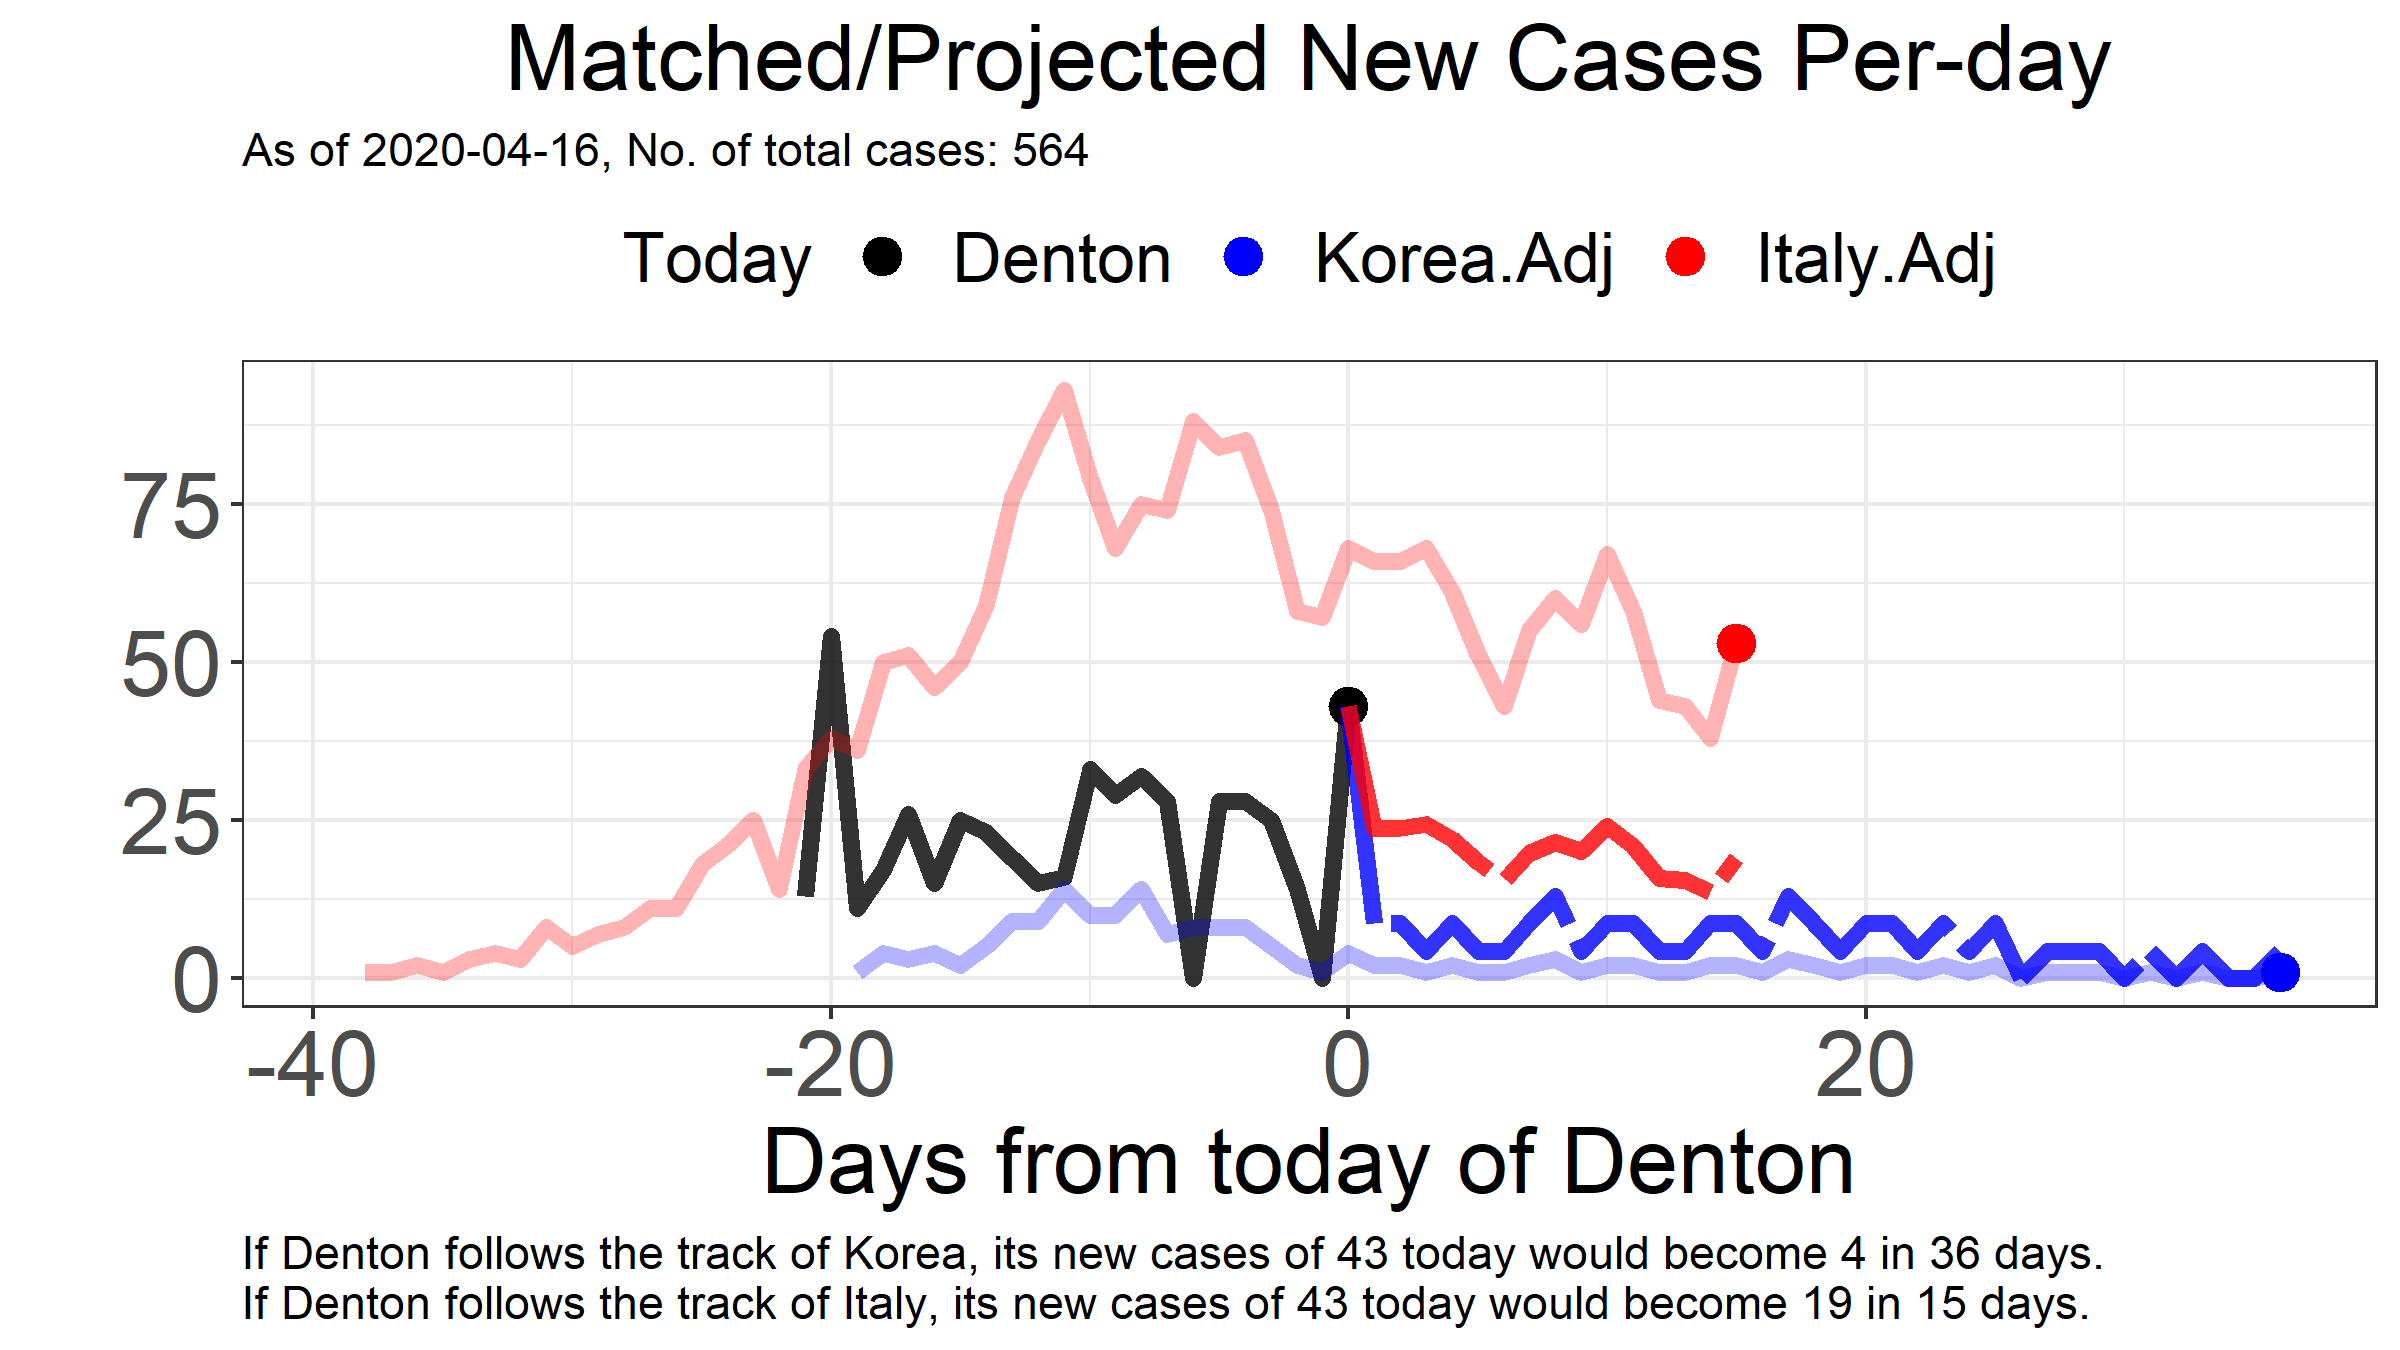 Matched/Projected New Cases Per-day
As of 2020-04-16, No. of total cases: 564
Today Denton Korea.Adj Italy.Adj
75
50
25
0
-40 -20 0 20
Days from today of Denton
If Denton follows the track of Korea, its new cases of 43 today would become 4 in 36 days.
If Denton follows the track of Italy, its new cases of 43 today would become 19 in 15 days.